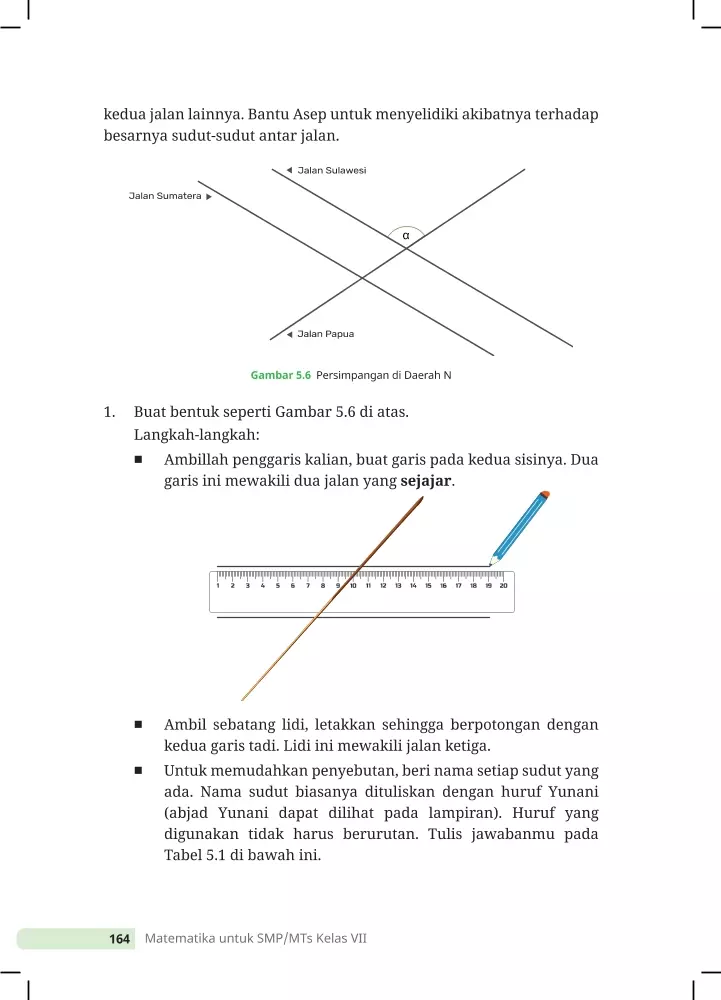 kedua jalan lainnya. Bantu Asep untuk menyelidiki akibatnya terhadap
besarnya sudut-sudut antar jalan.
Jalan Sulawesi
Jalan Sumatera
α
Jalan Papua
Gambar 5.6 Persimpangan di Daerah N
1. Buat bentuk seperti Gambar 5.6 di atas.
Langkah-langkah:
■ Ambillah penggaris kalian, buat garis pada kedua sisinya. Dua
garis ini mewakili dua jalan yang sejajar.
1 2 3 4 5 6 7 8 9 10 11 12 13 14 15 16 17 18 19 20
■ Ambil sebatang lidi, letakkan sehingga berpotongan dengan
kedua garis tadi. Lidi ini mewakili jalan ketiga.
■ Untuk memudahkan penyebutan, beri nama setiap sudut yang
ada. Nama sudut biasanya dituliskan dengan huruf Yunani
(abjad Yunani dapat dilihat pada lampiran). Huruf yang
digunakan tidak harus berurutan. Tulis jawabanmu pada
Tabel 5.1 di bawah ini.
164 Matematika untuk SMP/MTs Kelas VII